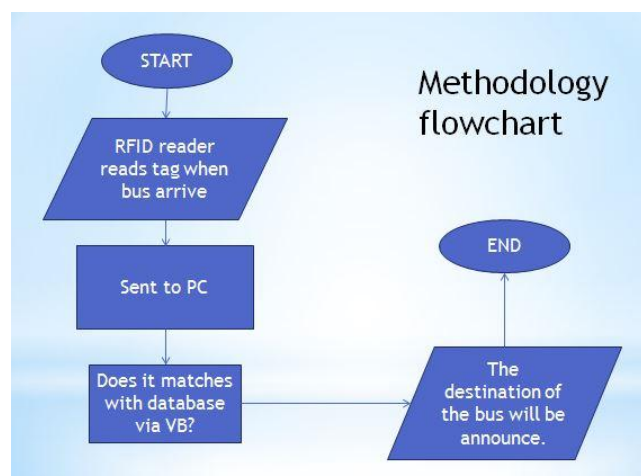 START
Methodology
flowchart
RFID reader
reads tag when
bus arrive
Sent to PC
Does it matches
with database
via VB?
The
destination of
the bus will be
announce.
END